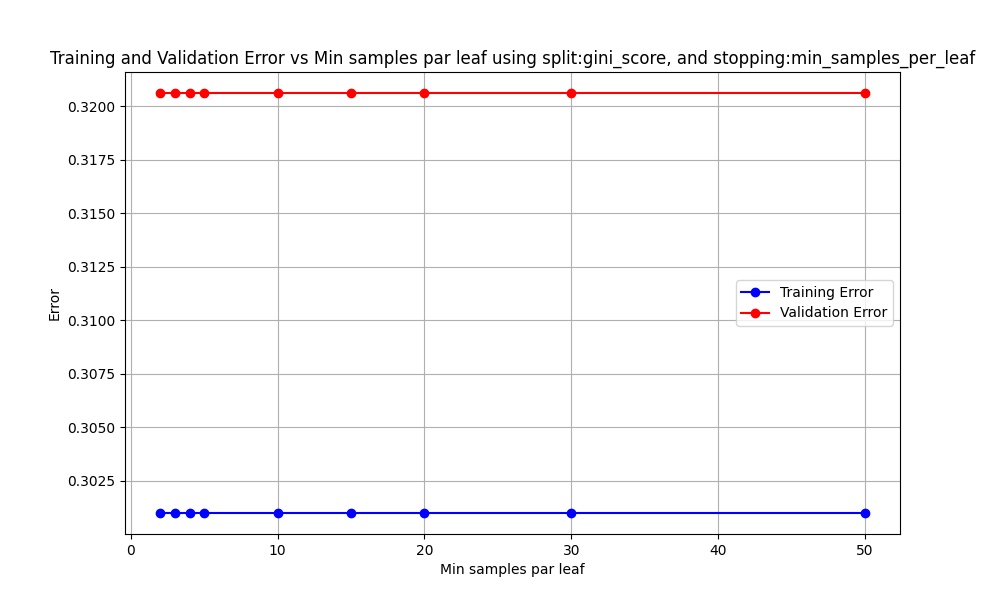 Training and Validation Error vs Min samples par leaf using split:gini_score, and stopping:min_samples_per_leaf
0.3200
0.3175
0.3150
0.3125
0.3100
0.3075
0.3050
0.3025
Error
Training Error
Validation Error
0 10 20 30 40 50
Min samples par leaf